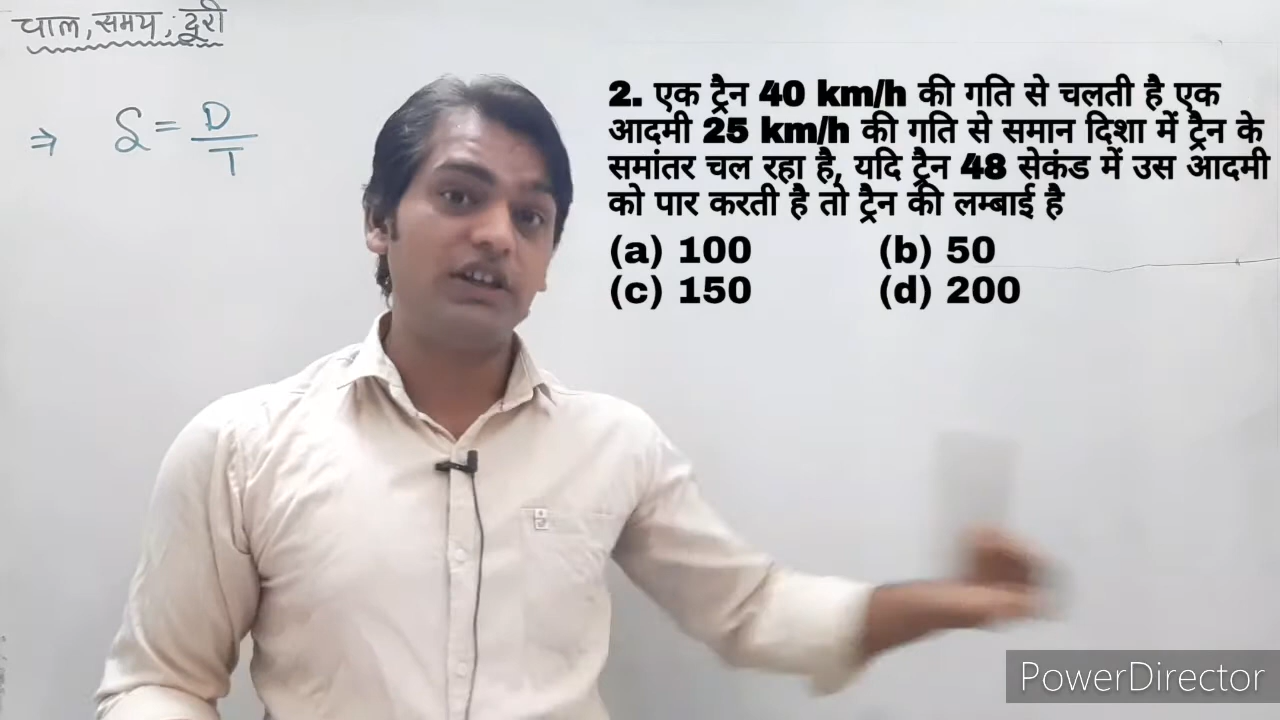 चाल, समय, दूरी
⇒ S = D
T
2. एक ट्रैन 40 km/h की गति से चलती है एक
आदमी 25 km/h की गति से समान दिशा में ट्रैन के
समांतर चल रहा है, यदि ट्रैन 48 सेकंड में उस आदमी
को पार करती है तो ट्रैन की लम्बाई है
(a) 100 (b) 50
(c) 150 (d) 200
PowerDirector